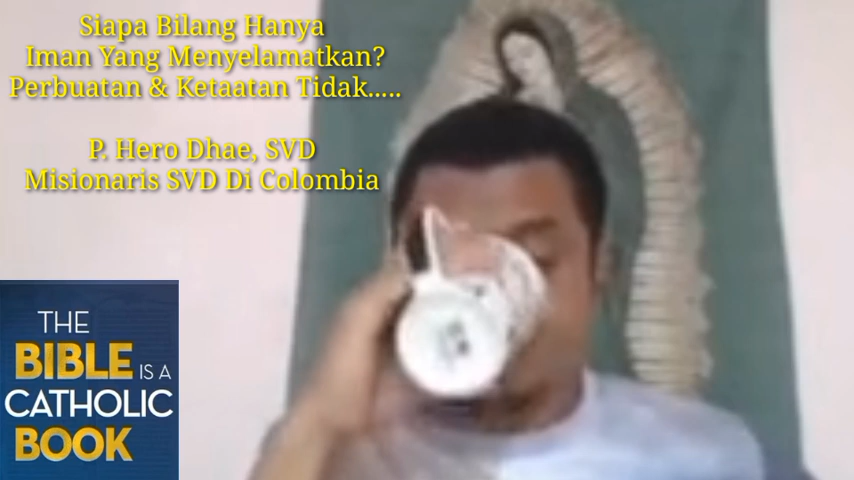 Siapa Bilang Hanya
Iman Yang Menyelamatkan?
Perbuatan & Ketaatan Tidak.....
P. Hero Dhae, SVD
Misionaris SVD Di Colombia
THE
BIBLE IS A
CATHOLIC
BOOK